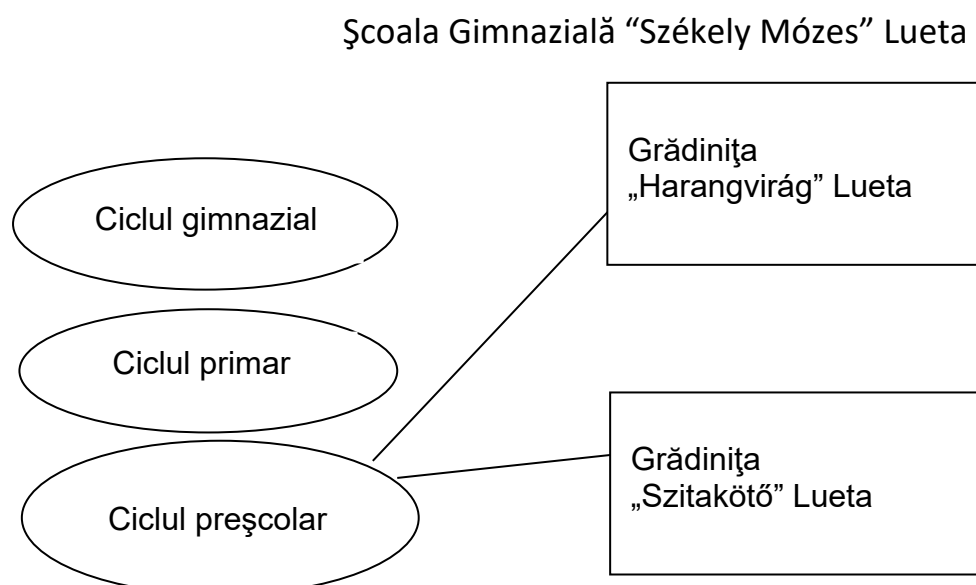 Şcoala Gimnazială “Székely Mózes” Lueta
Grădiniţa
„Harangvirág” Lueta
Ciclul gimnazial
Ciclul primar
Grădiniţa
„Szitakötő” Lueta
Ciclul preşcolar